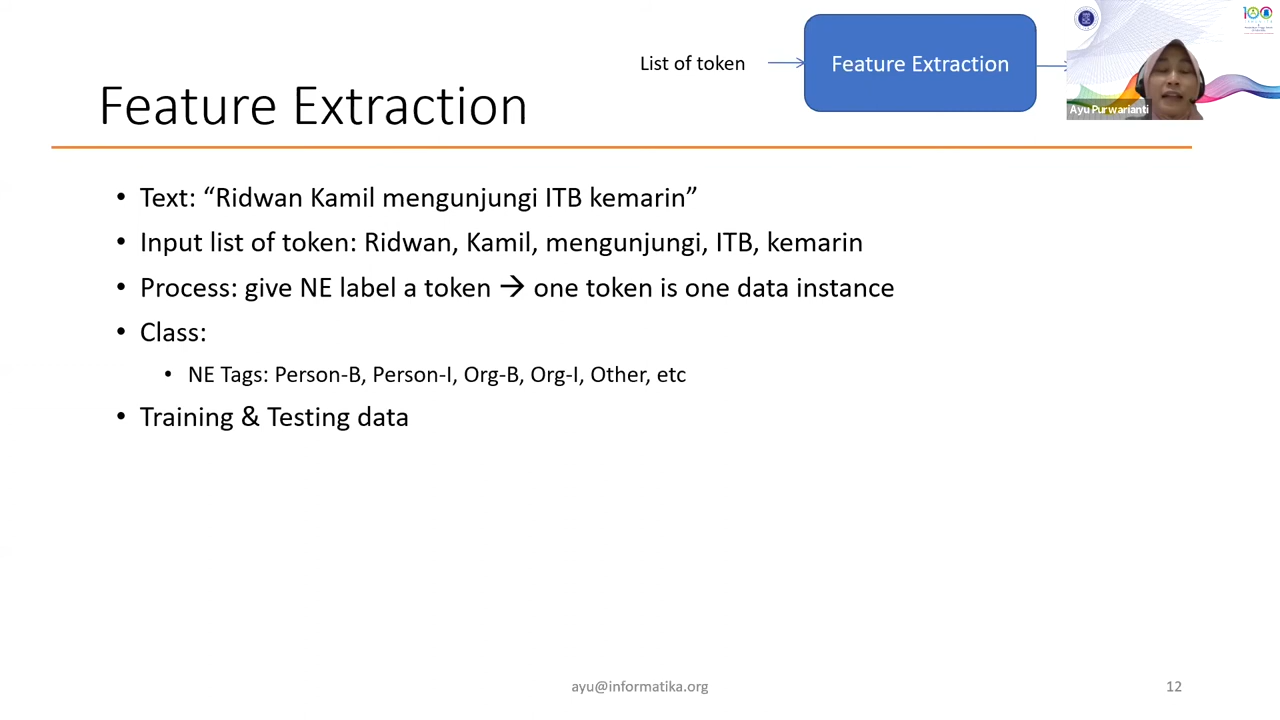 List of token
Feature Extraction
Feature Extraction
Ayu Purwarianti
100
• Text: “Ridwan Kamil mengunjungi ITB kemarin”
• Input list of token: Ridwan, Kamil, mengunjungi, ITB, kemarin
• Process: give NE label a token → one token is one data instance
• Class:
• NE Tags: Person-B, Person-I, Org-B, Org-I, Other, etc
• Training & Testing data
ayu@informatika.org
12